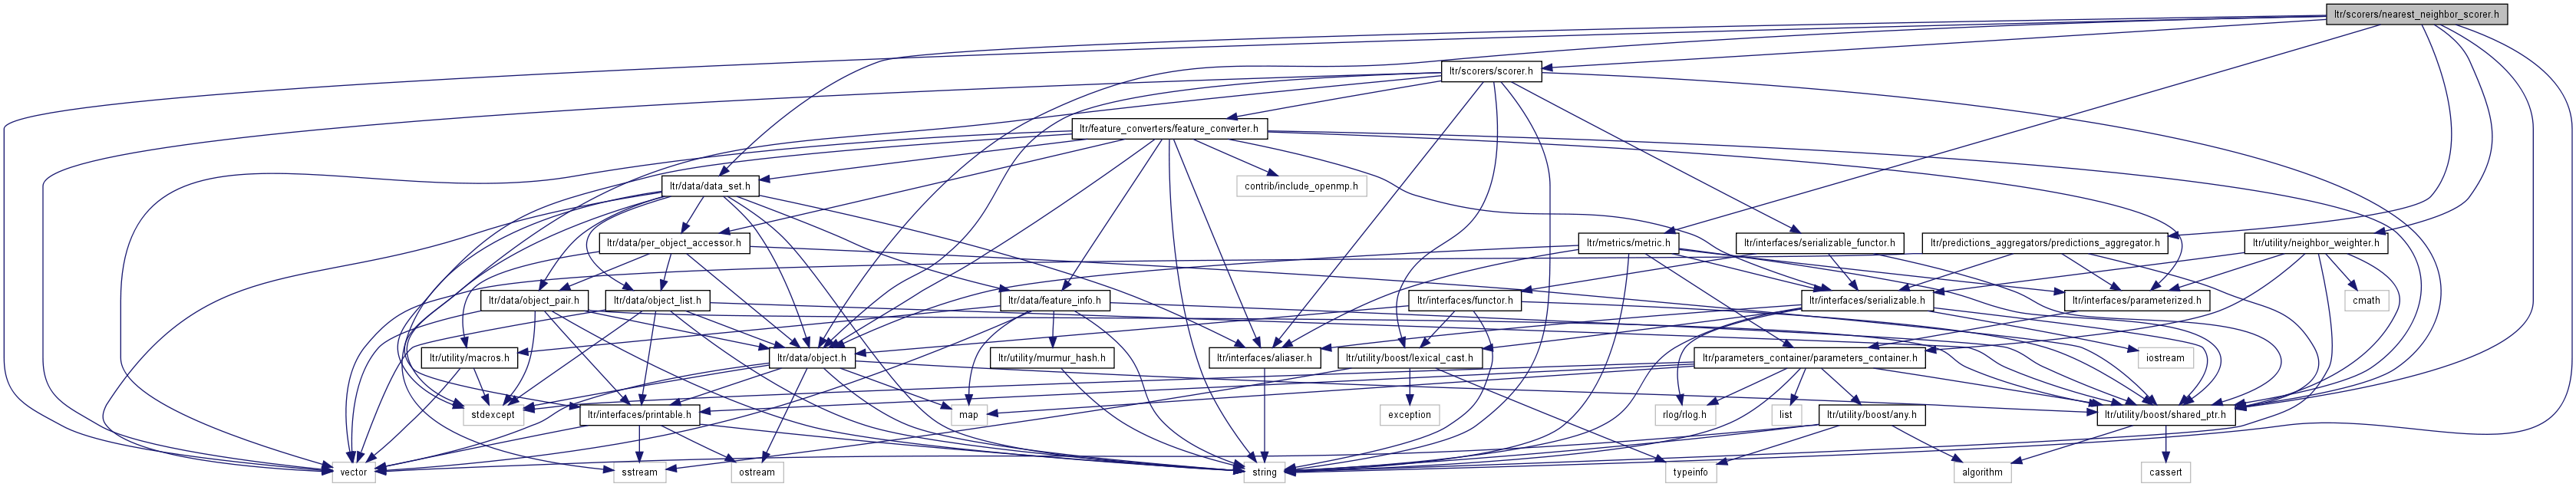 ltr/scorers/nearest_neighbor_scorer.h
ltr/scorers/scorer.h
ltr/feature_converters/feature_converter.h
ltr/data/data_set.h
contrib/include_openmp.h
ltr/data/per_object_accessor.h
ltr/metrics/metric.h
ltr/interfaces/serializable_functor.h
ltr/predictions_aggregators/predictions_aggregator.h
ltr/utility/neighbor_weighter.h
ltr/data/object_pair.h
ltr/data/object_list.h
ltr/data/feature_info.h
ltr/interfaces/functor.h
ltr/interfaces/serializable.h
ltr/interfaces/parameterized.h
cmath
ltr/utility/macros.h
ltr/data/object.h
ltr/utility/murmur_hash.h
ltr/interfaces/aliaser.h
ltr/utility/boost/lexical_cast.h
ltr/parameters_container/parameters_container.h
iostream
stdexcept
ltr/interfaces/printable.h
map
exception
rlog/rlog.h
list
ltr/utility/boost/any.h
ltr/utility/boost/shared_ptr.h
vector
sstream
ostream
string
typeinfo
algorithm
cassert